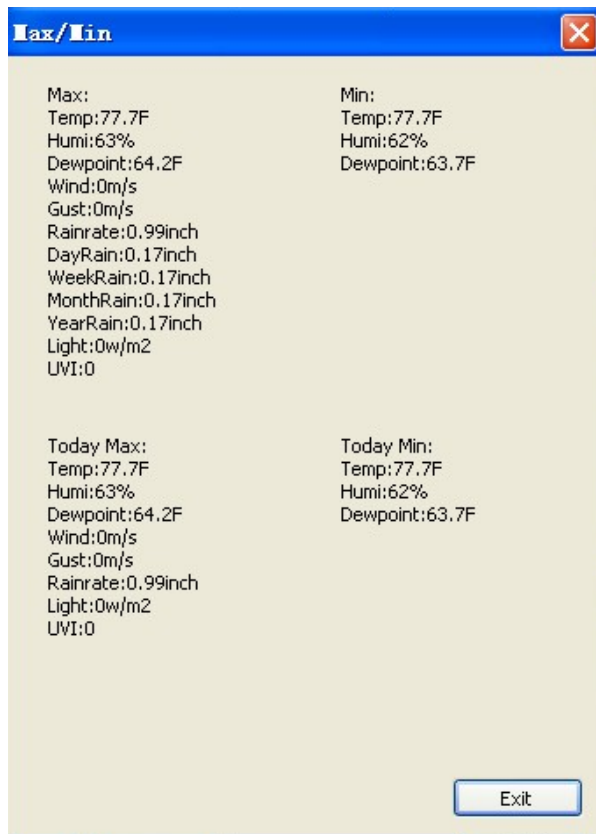 Max/Min
Max:
Temp:77.7F
Humi:63%
Dewpoint:64.2F
Wind:0m/s
Gust:0m/s
Rainrate:0.99inch
DayRain:0.17inch
WeekRain:0.17inch
MonthRain:0.17inch
YearRain:0.17inch
Light:0w/m2
UVI:0
Min:
Temp:77.7F
Humi:62%
Dewpoint:63.7F
Today Max:
Temp:77.7F
Humi:63%
Dewpoint:64.2F
Wind:0m/s
Gust:0m/s
Rainrate:0.99inch
Light:0w/m2
UVI:0
Today Min:
Temp:77.7F
Humi:62%
Dewpoint:63.7F
Exit